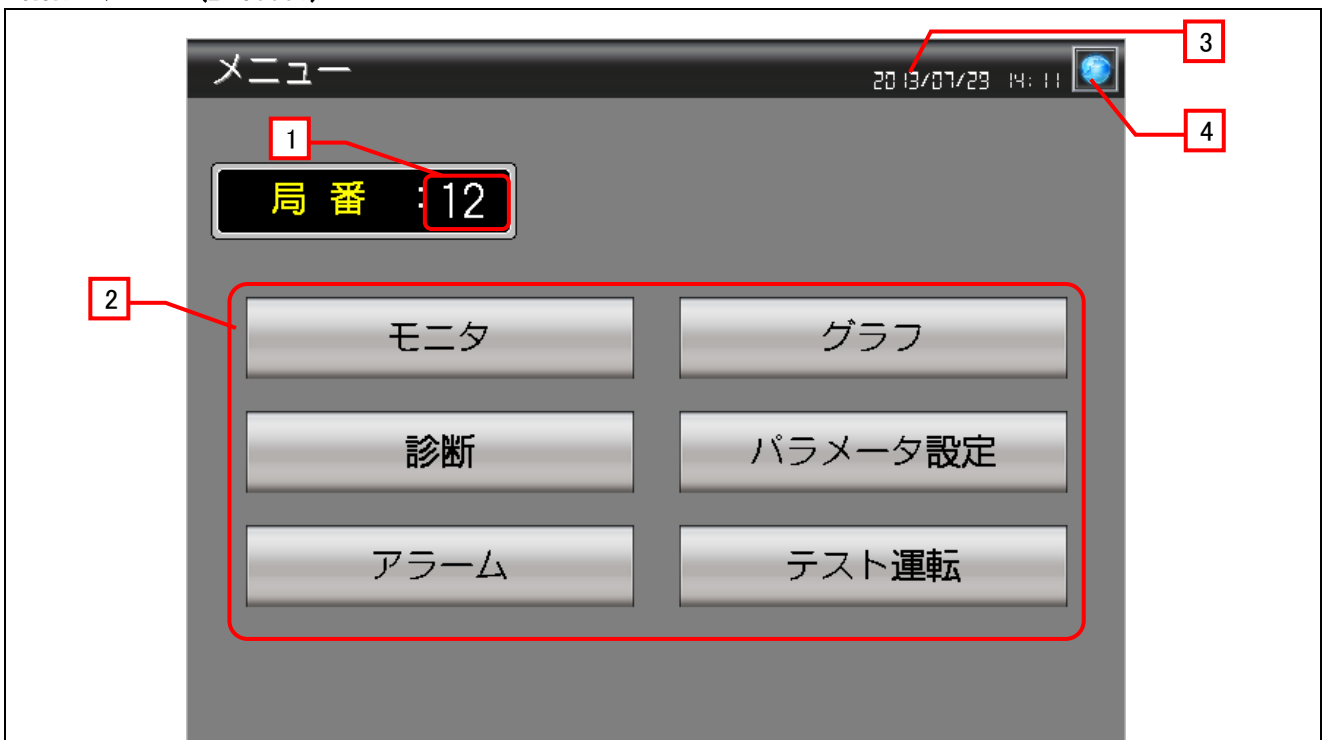 メニュー
2013/07/29 14:11
3
4
1
局番 :12
2
モニタ グラフ
診断 パラメータ設定
アラーム テスト運転